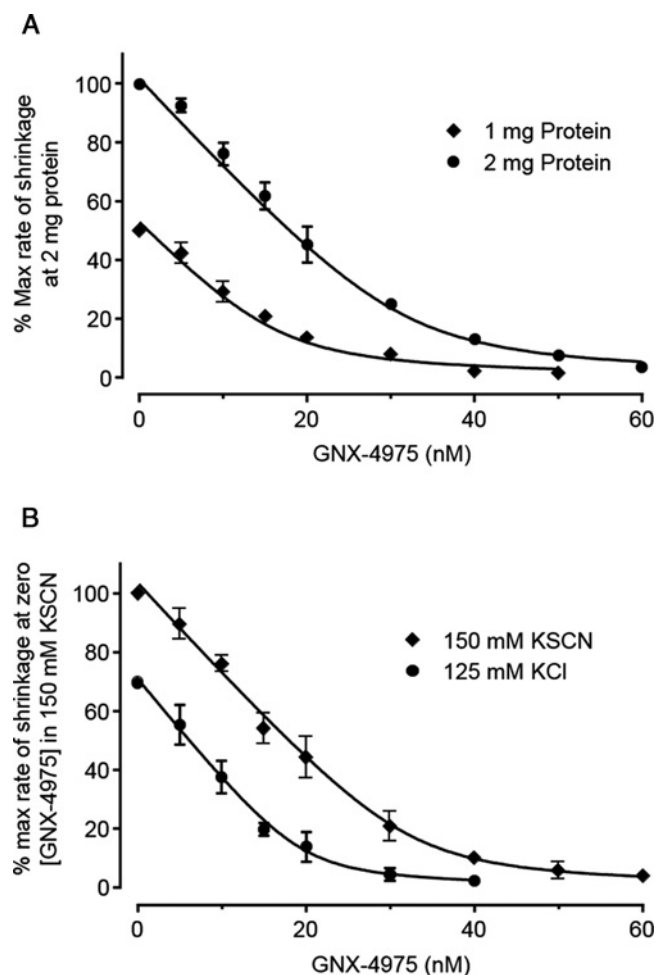 A
% Max rate of shrinkage
at 2 mg protein
100
80
60
40
20
0
1 mg Protein
2 mg Protein
0
20
40
60
GNX-4975 (nM)
B
% max rate of shrinkage at zero
[GNX-4975] in 150 mM KSCN
100
80
60
40
20
0
150 mM KSCN
125 mM KCl
0
20
40
60
GNX-4975 (nM)